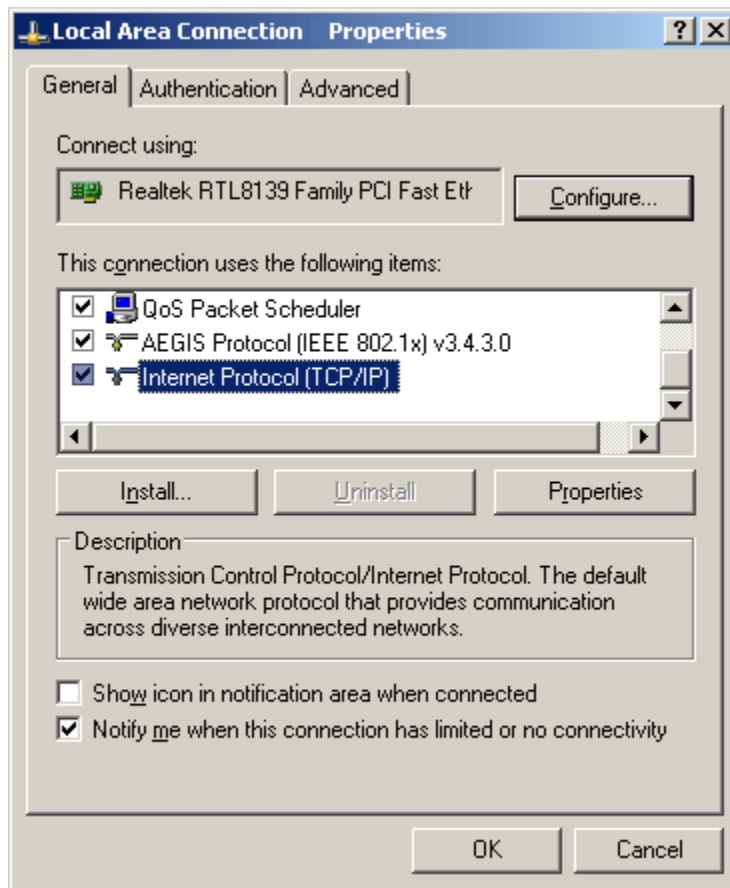 Local Area Connection Properties
General Authentication Advanced
Connect using:
Realtek RTL8139 Family PCI Fast Eth
Configure...
This connection uses the following items:
QoS Packet Scheduler
AEGIS Protocol (IEEE 802.1x) v3.4.3.0
Internet Protocol (TCP/IP)
Install... Uninstall Properties
Description
Transmission Control Protocol/Internet Protocol. The default
wide area network protocol that provides communication
across diverse interconnected networks.
Show icon in notification area when connected
Notify me when this connection has limited or no connectivity
OK Cancel